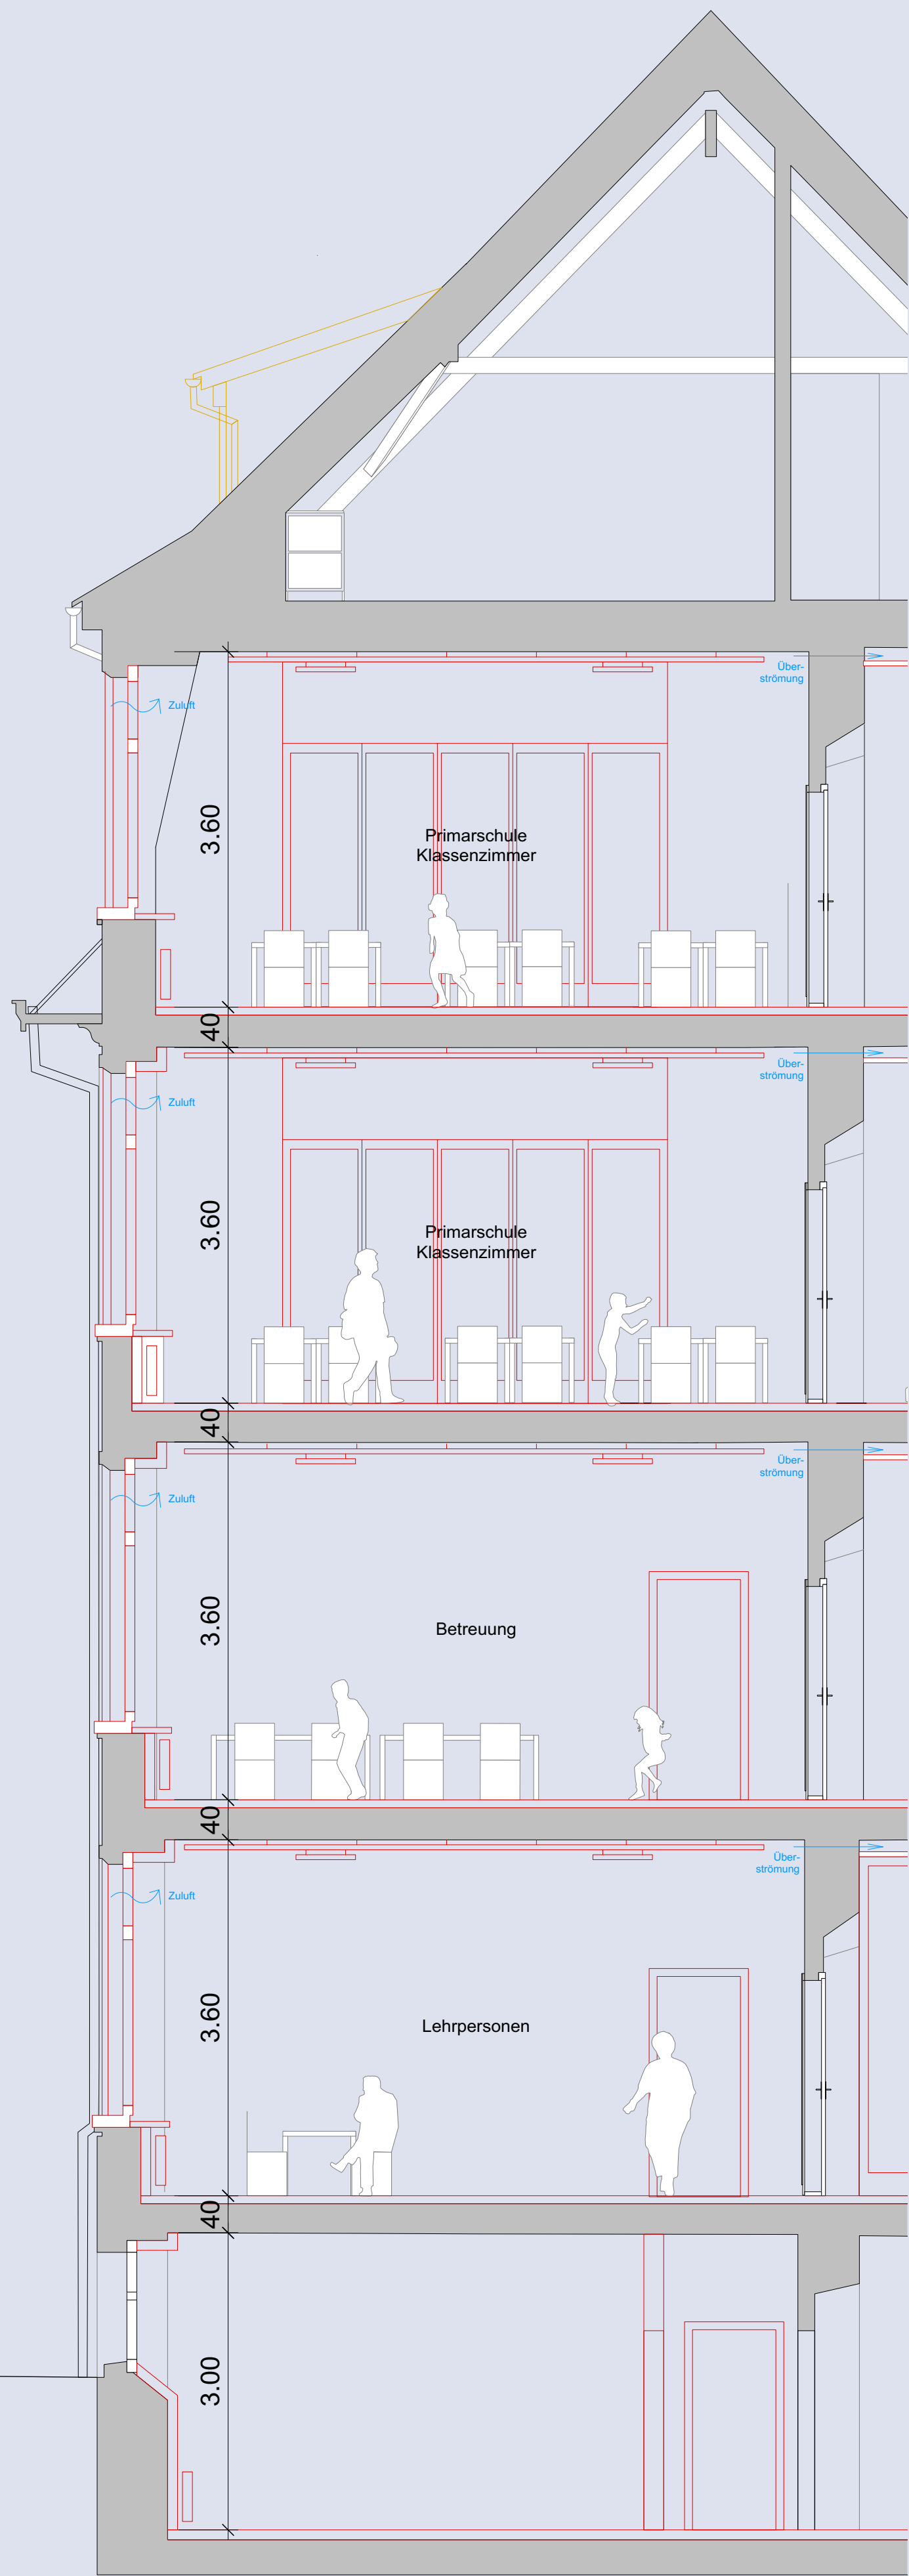 Über-
strömung
Zuluft
3.60
Primarschule
Klassenzimmer
40
Über-
strömung
Zuluft
3.60
Primarschule
Klassenzimmer
40
Über-
strömung
Zuluft
3.60
Betreuung
40
Über-
strömung
Zuluft
3.60
Lehrpersonen
40
3.00